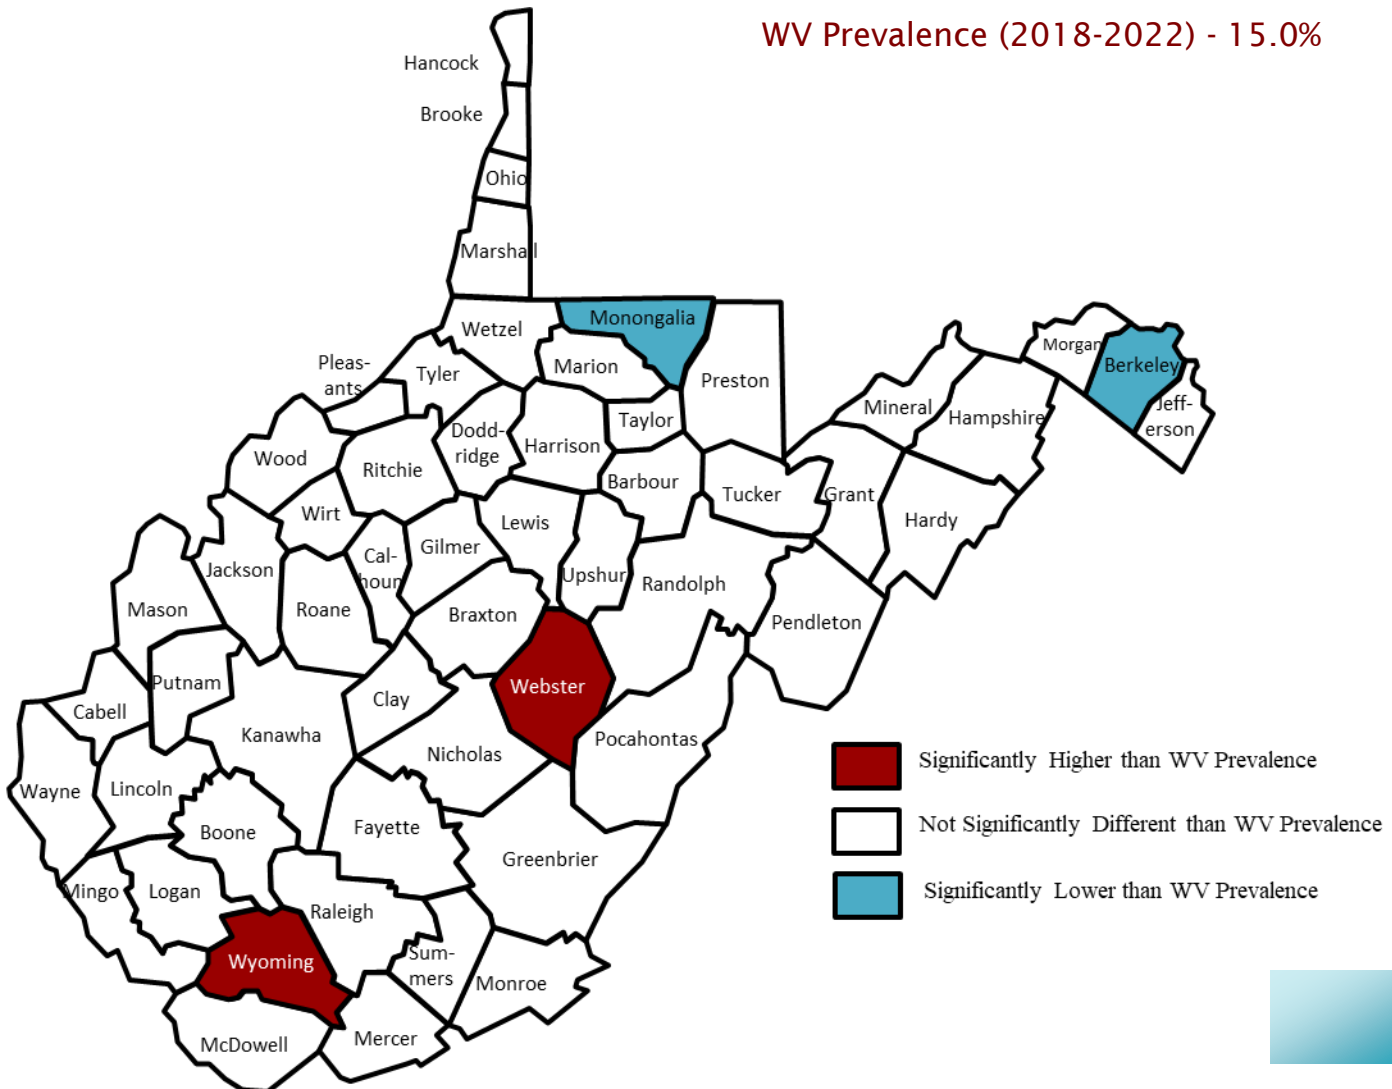 WV Prevalence (2018-2022) - 15.0%
Hancock
Brooke
Ohio
Marshall
Wetzel
Monongalia
Marion
Preston
Pleas-
ants
Tyler
Morgan
Berkeley
Jeff-
erson
Mineral
Hampshire
Taylor
Dodd-
ridge
Harrison
Wood
Ritchie
Barbour
Tucker
Grant
Hardy
Wirt
Lewis
Gilmer
Cal-
houn
Jackson
Upshur
Randolph
Mason
Roane
Braxton
Pendleton
Putnam
Webster
Clay
Cabell
Kanawha
Pocahontas
Nicholas
Wayne
Lincoln
Boone
Fayette
Greenbrier
Mingo
Logan
Raleigh
Wyoming
Sum-
mers
Monroe
McDowell
Mercer
Significantly Higher than WV Prevalence
Not Significantly Different than WV Prevalence
Significantly Lower than WV Prevalence